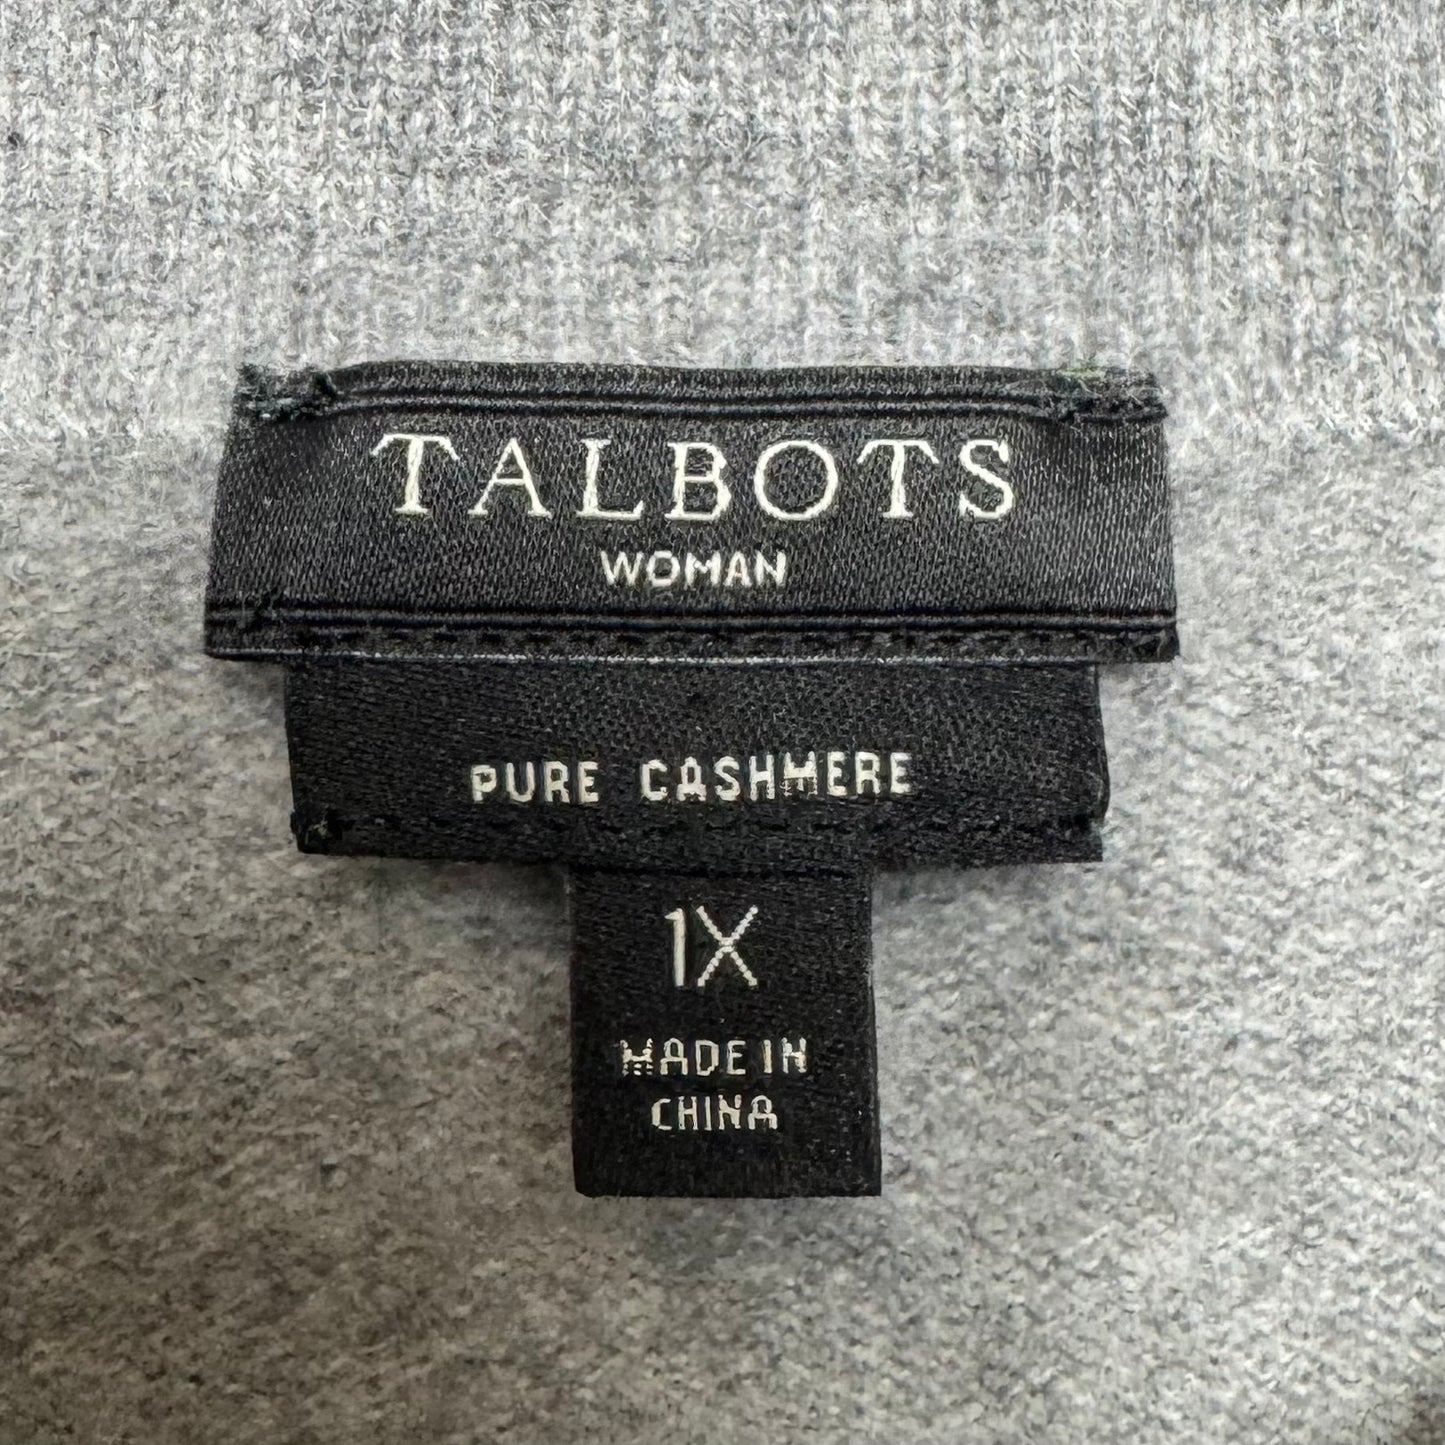 TALBOTS
WOMAN
PURE CASHMERE
1X
MADE IN
CHINA